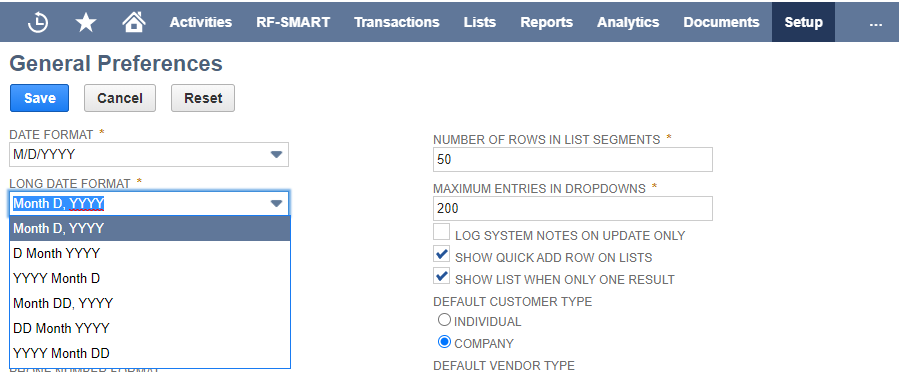 Activities RF-SMART Transactions Lists Reports Analytics Documents Setup ...
General Preferences
Save Cancel Reset
DATE FORMAT *
M/D/YYYY
LONG DATE FORMAT *
Month D, YYYY
Month D, YYYY
D Month YYYY
YYYY Month D
Month DD, YYYY
DD Month YYYY
YYYY Month DD
PHONE NUMBER FORMAT
NUMBER OF ROWS IN LIST SEGMENTS *
50
MAXIMUM ENTRIES IN DROPDOWNS *
200
LOG SYSTEM NOTES ON UPDATE ONLY
SHOW QUICK ADD ROW ON LISTS
SHOW LIST WHEN ONLY ONE RESULT
DEFAULT CUSTOMER TYPE
INDIVIDUAL
COMPANY
DEFAULT VENDOR TYPE